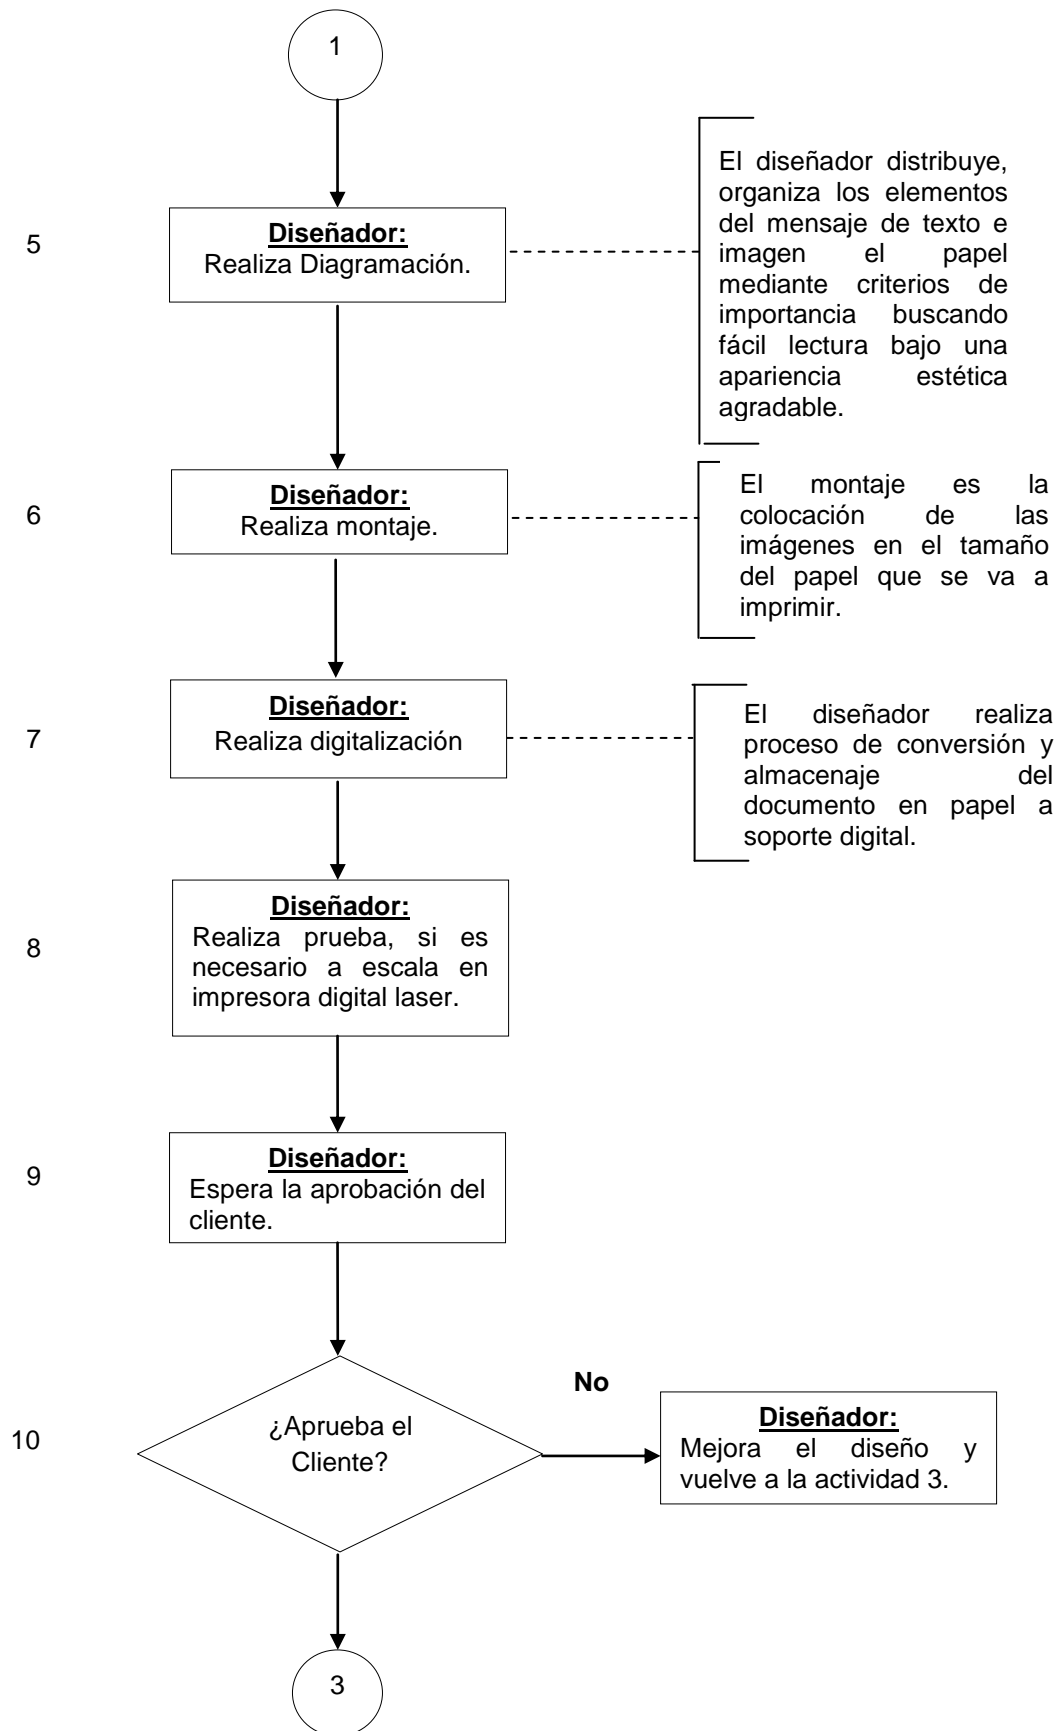 1
5
Diseñador:
Realiza Diagramación.
El diseñador distribuye,
organiza los elementos
del mensaje de texto e
imagen el papel
mediante criterios de
importancia buscando
fácil lectura bajo una
apariencia estética
agradable.
6
Diseñador:
Realiza montaje.
El montaje es la
colocación de las
imágenes en el tamaño
del papel que se va a
imprimir.
7
Diseñador:
Realiza digitalización
El diseñador realiza
proceso de conversión y
almacenaje del
documento en papel a
soporte digital.
8
Diseñador:
Realiza prueba, si es
necesario a escala en
impresora digital laser.
9
Diseñador:
Espera la aprobación del
cliente.
10
¿Aprueba el
Cliente?
No
Diseñador:
Mejora el diseño y
vuelve a la actividad 3.
3